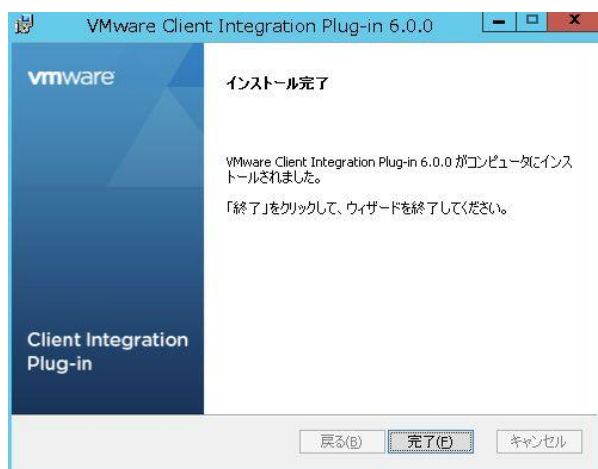 VMware Client Integration Plug-in 6.0.0
vmware
インストール完了
VMware Client Integration Plug-in 6.0.0 がコンピュータにインス
トールされました。
「終了」をクリックして、ウィザードを終了してください。
Client Integration
Plug-in
戻る(B)
完了(F)
キャンセル